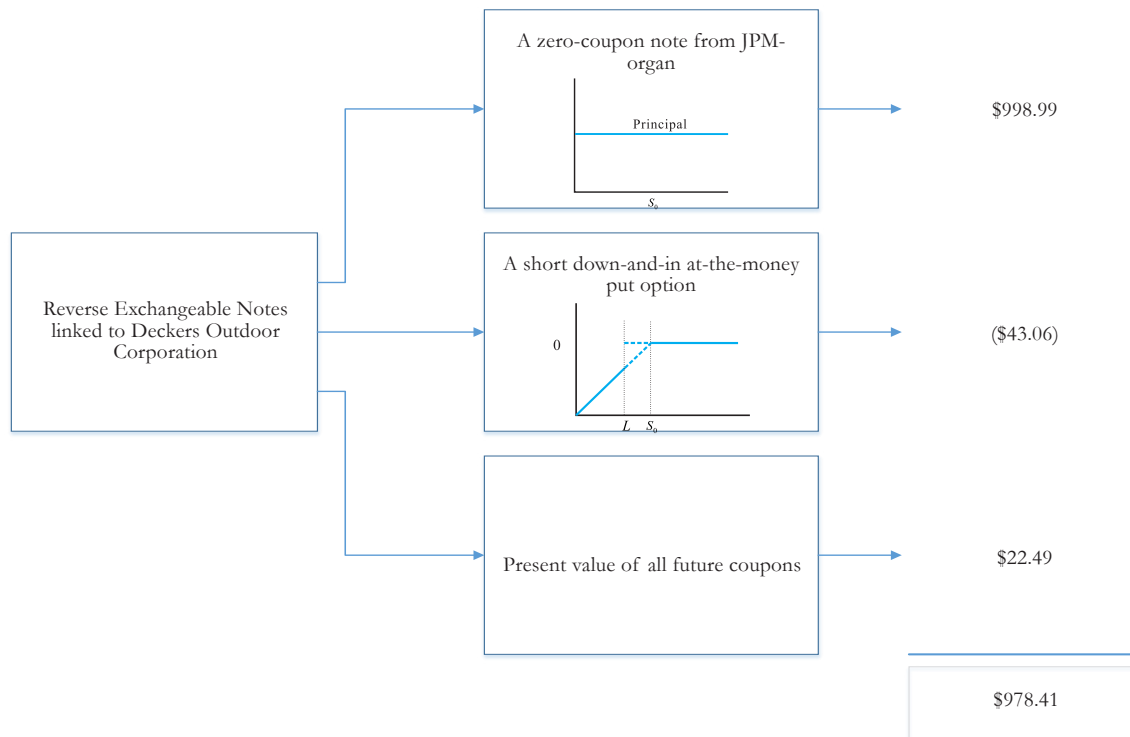 A zero-coupon note from JPM-
organ
Principal
S₀
$998.99
Reverse Exchangeable Notes
linked to Deckers Outdoor
Corporation
A short down-and-in at-the-money
put option
0
L
S₀
($43.06)
Present value of all future coupons
$22.49
$978.41